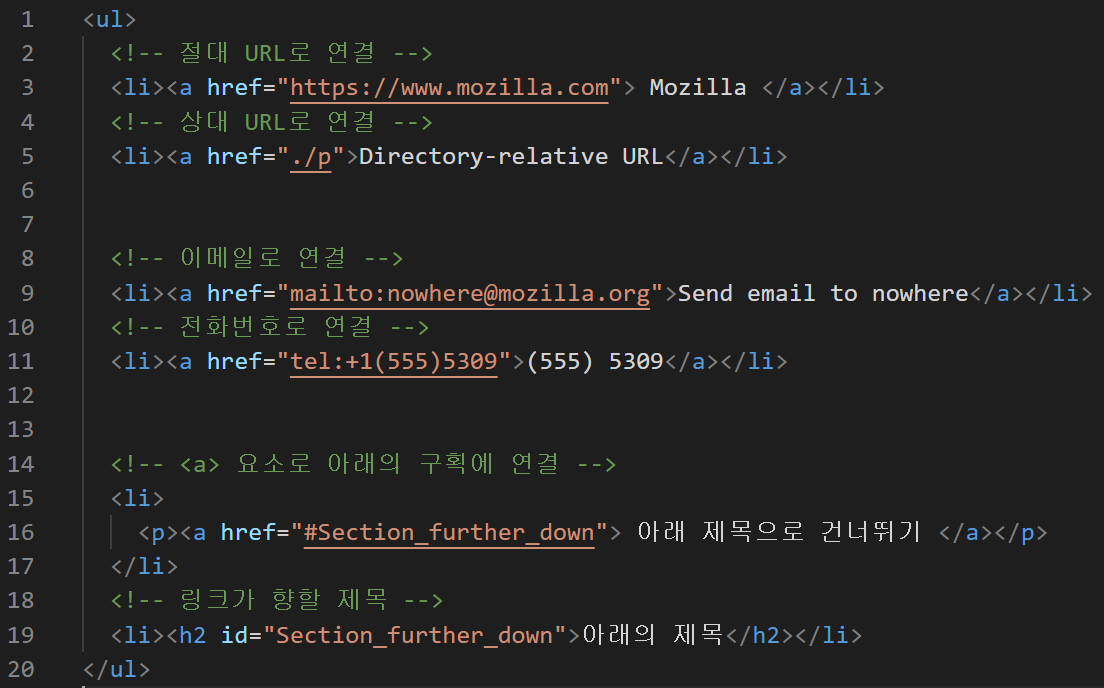 1 <ul>
2 <!-- 절대 URL로 연결 -->
3 <li><a href="https://www.mozilla.com"> Mozilla </a></li>
4 <!-- 상대 URL로 연결 -->
5 <li><a href="./p">Directory-relative URL</a></li>
6
7
8 <!-- 이메일로 연결 -->
9 <li><a href="mailto:nowhere@mozilla.org">Send email to nowhere</a></li>
10 <!-- 전화번호로 연결 -->
11 <li><a href="tel:+1(555)5309">(555) 5309</a></li>
12
13
14 <!-- <a> 요소로 아래의 구획에 연결 -->
15 <li>
16 <p><a href="#Section_further_down"> 아래 제목으로 건너뛰기 </a></p>
17 </li>
18 <!-- 링크가 향할 제목 -->
19 <li><h2 id="Section_further_down">아래의 제목</h2></li>
20 </ul>